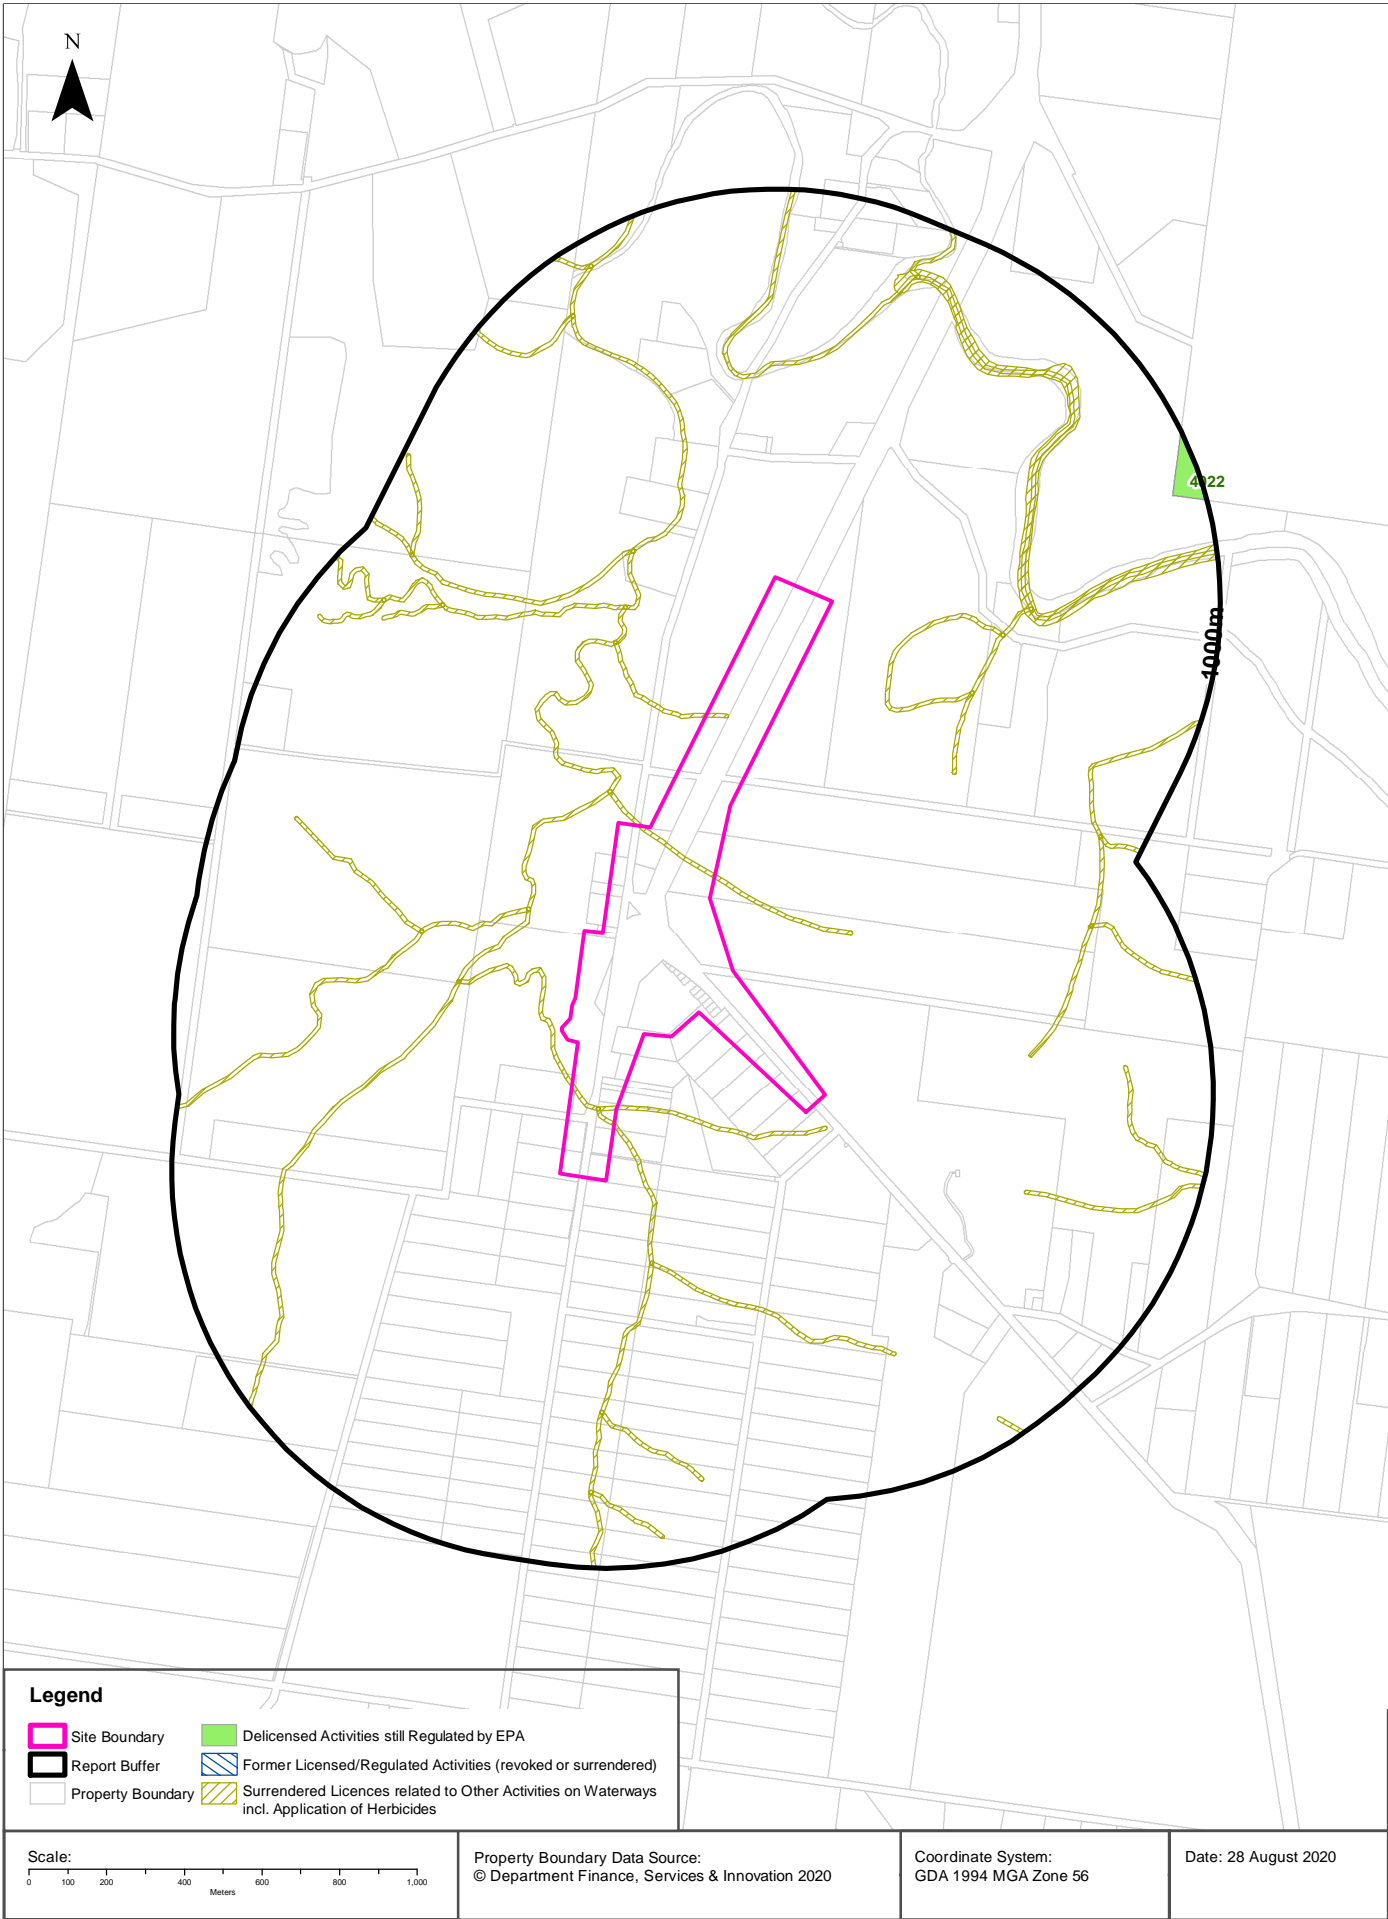 N
4022
1000m
Legend
Site Boundary
Report Buffer
Property Boundary
Delicensed Activities still Regulated by EPA
Former Licensed/Regulated Activities (revoked or surrendered)
Surrendered Licences related to Other Activities on Waterways
incl. Application of Herbicides
Scale:
0 100 200 400 600 800 1,000
Meters
Property Boundary Data Source:
© Department Finance, Services & Innovation 2020
Coordinate System:
GDA 1994 MGA Zone 56
Date: 28 August 2020